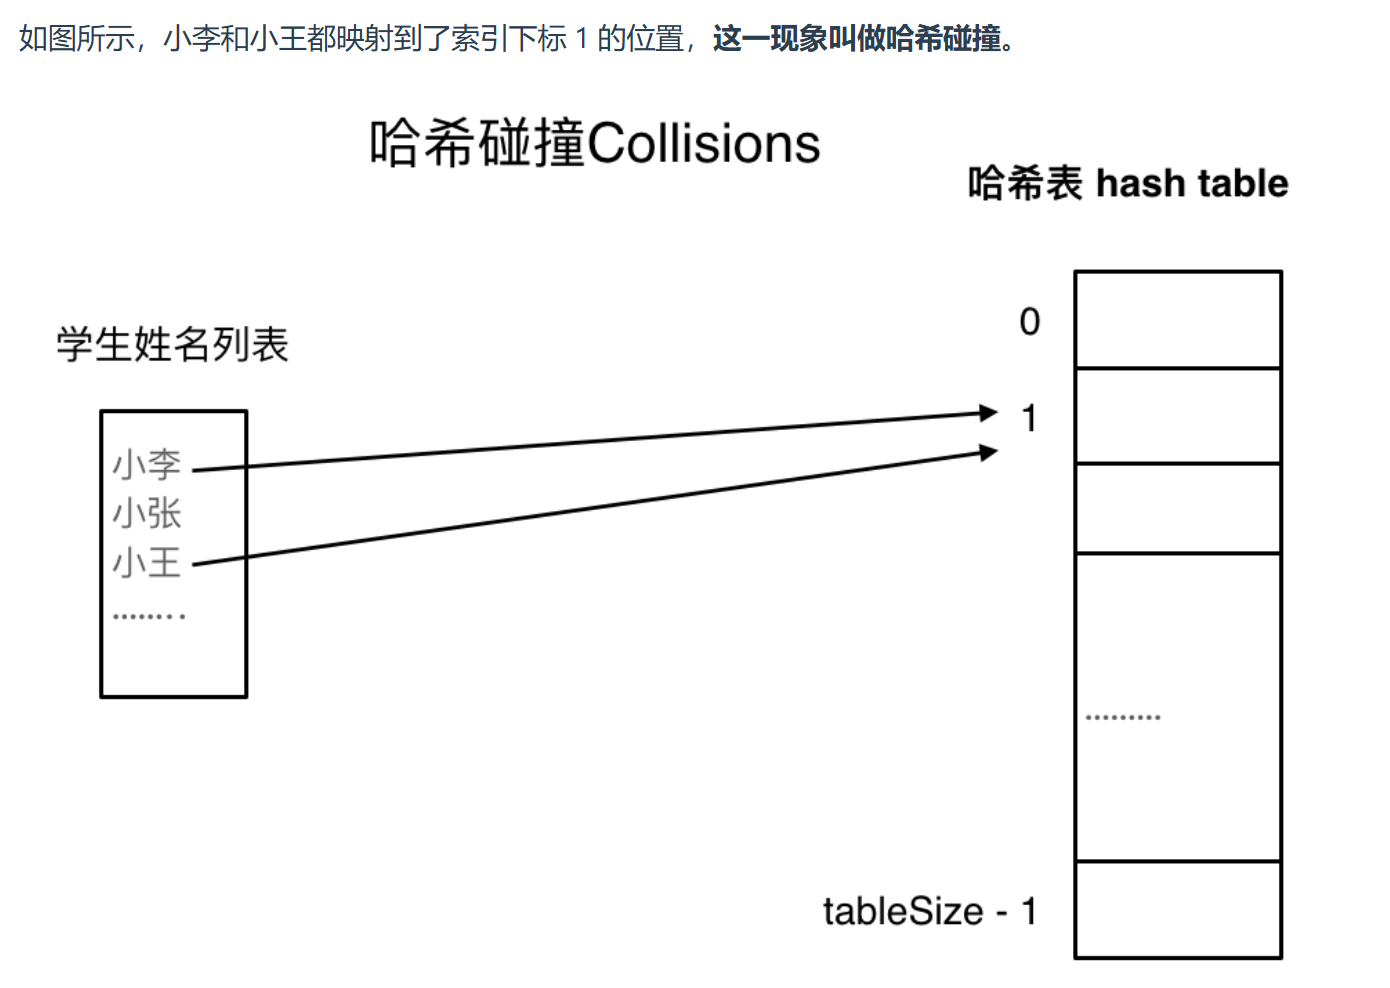 如图所示，小李和小王都映射到了索引下标 1 的位置，这一现象叫做哈希碰撞。
哈希碰撞Collisions
哈希表 hash table
学生姓名列表
小李
小张
小王
........
0
1
.........
tableSize - 1